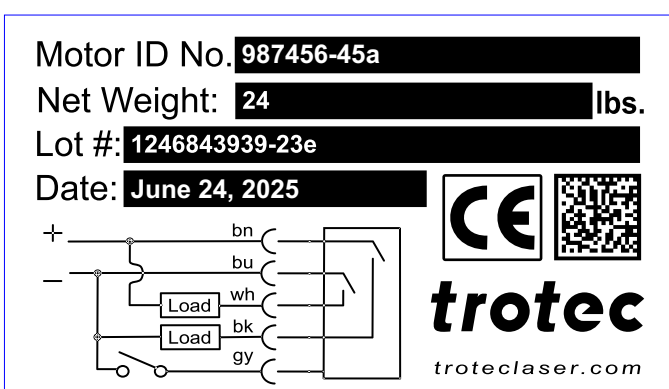 Motor ID No. 987456-45a
Net Weight: 24 lbs.
Lot #: 1246843939-23e
Date: June 24, 2025
CE
+
bn
−
bu
Load wh
Load bk
gy
trotec
troteclaser.com